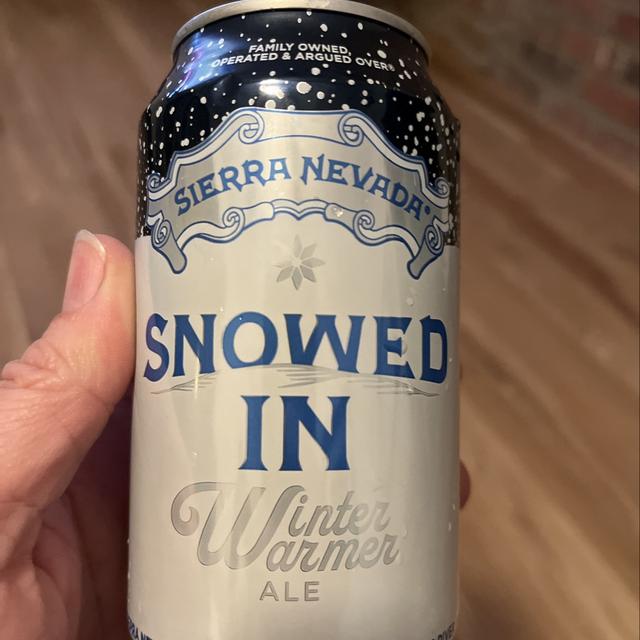 FAMILY OWNED,
OPERATED & ARGUED OVER®
SIERRA NEVADA®
SNOWED
IN
Winter
Warmer
ALE